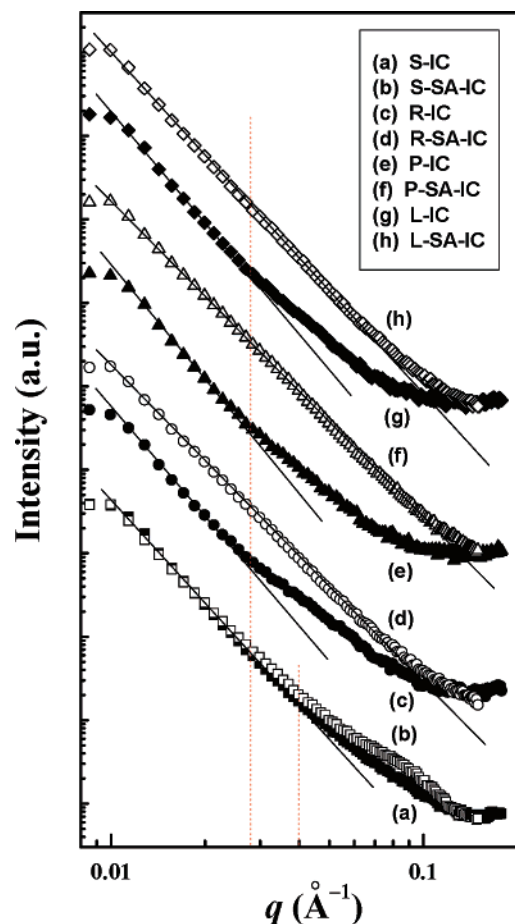 (a) S-IC
(b) S-SA-IC
(c) R-IC
(d) R-SA-IC
(e) P-IC
(f) P-SA-IC
(g) L-IC
(h) L-SA-IC
(h)
(g)
(f)
(e)
(d)
(c)
(b)
(a)
Intensity (a.u.)
0.01 0.1
q (Å⁻¹)